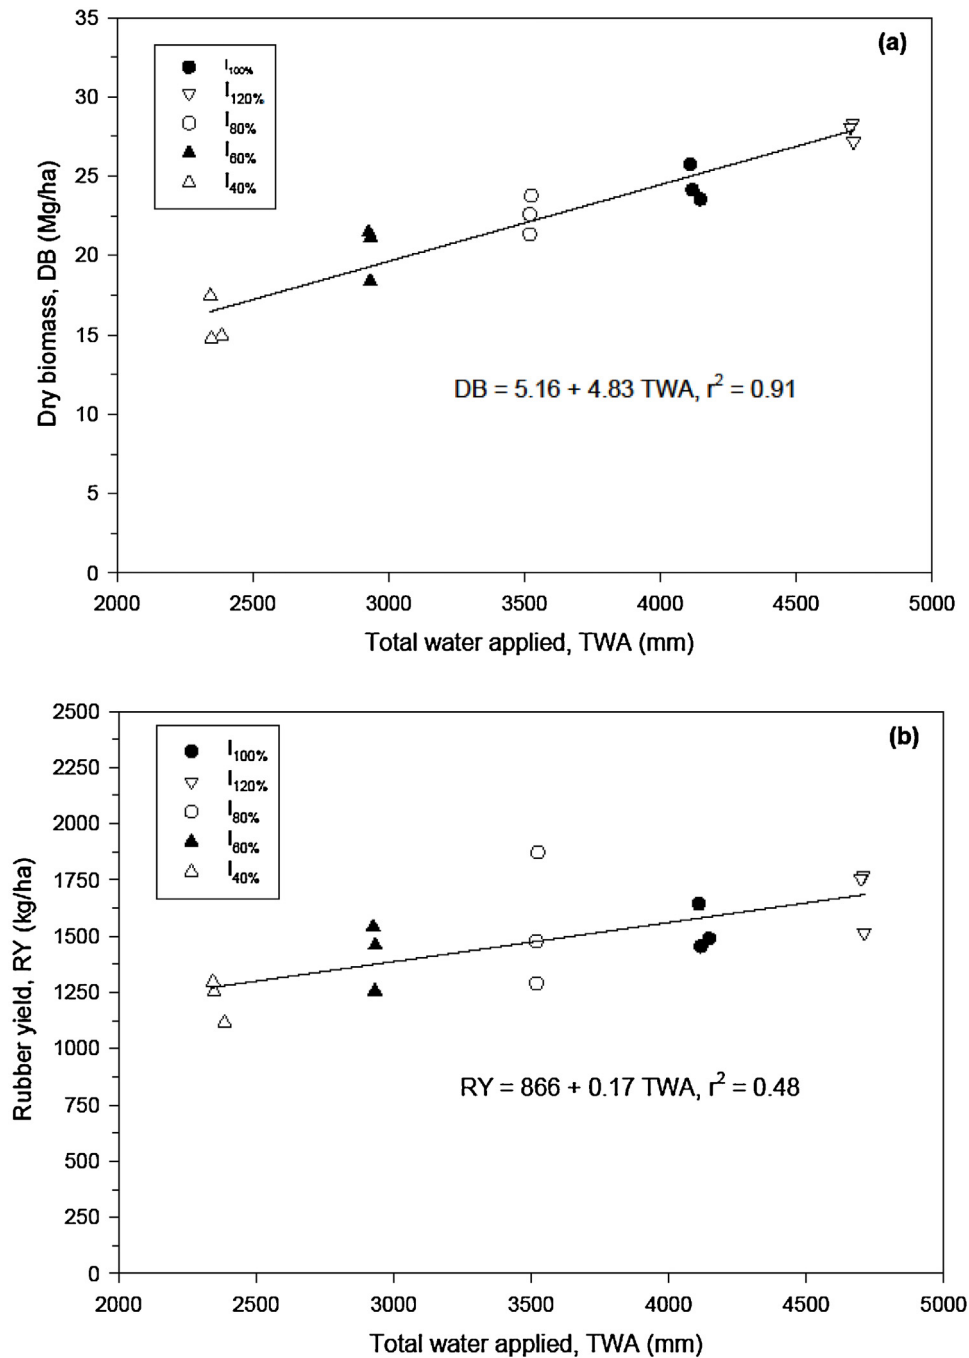 35
(a)
I100%
I120%
I80%
I60%
I40%
30
25
20
15
10
5
0
Dry biomass, DB (Mg/ha)
DB = 5.16 + 4.83 TWA, r² = 0.91
2000 2500 3000 3500 4000 4500 5000
Total water applied, TWA (mm)
2500
(b)
I100%
I120%
I80%
I60%
I40%
2250
2000
1750
1500
1250
1000
750
500
250
0
Rubber yield, RY (kg/ha)
RY = 866 + 0.17 TWA, r² = 0.48
2000 2500 3000 3500 4000 4500 5000
Total water applied, TWA (mm)